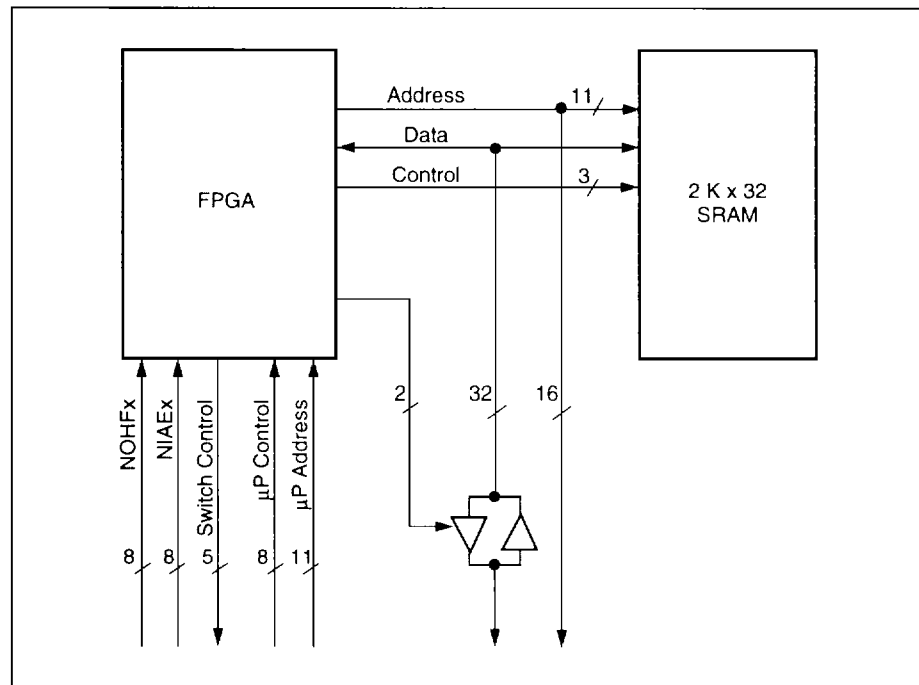 Address
11
Data
Control
3
FPGA
2 K x 32
SRAM
2
32
16
NOHFx
NIAEx
Switch Control
µP Control
µP Address
8
8
5
8
11